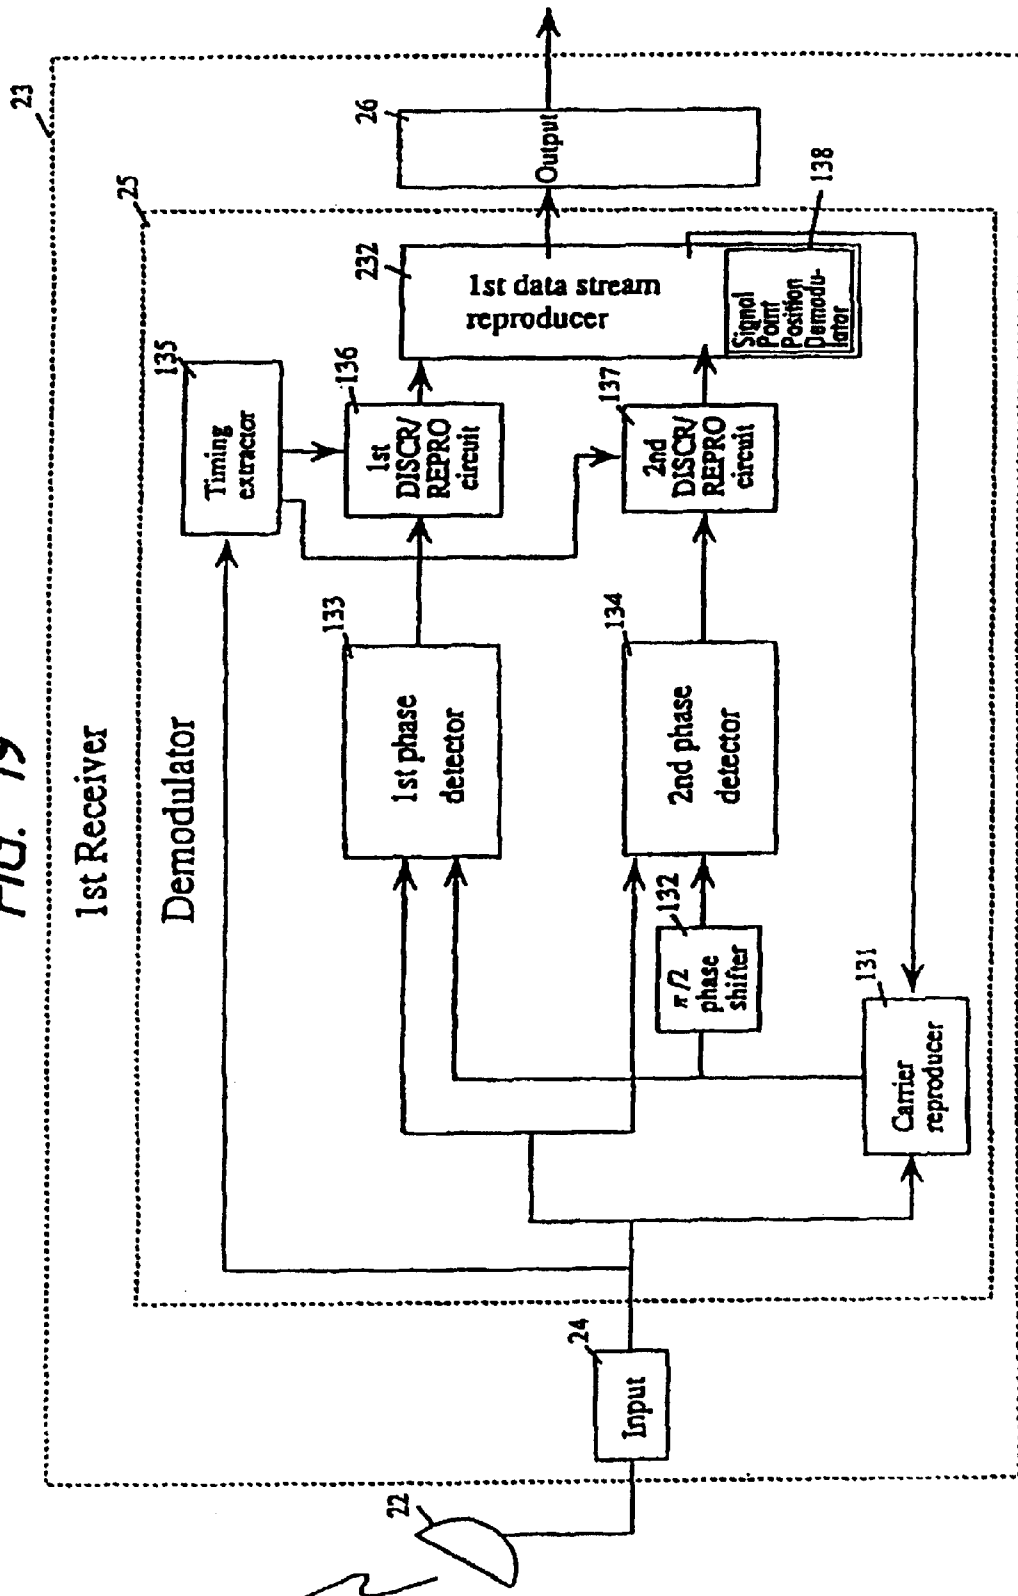 FIG. 19
1st Receiver
23
Demodulator
25
22
Input
24
Timing
extractor
135
1st phase
detector
133
1st
DISCR/
REPRO
circuit
136
π/2
phase
shifter
132
2nd phase
detector
134
2nd
DISCR/
REPRO
circuit
137
Carrier
reproducer
131
1st data stream
reproducer
232
Signal
Point
Position
Demodu-
lator
138
Output
26